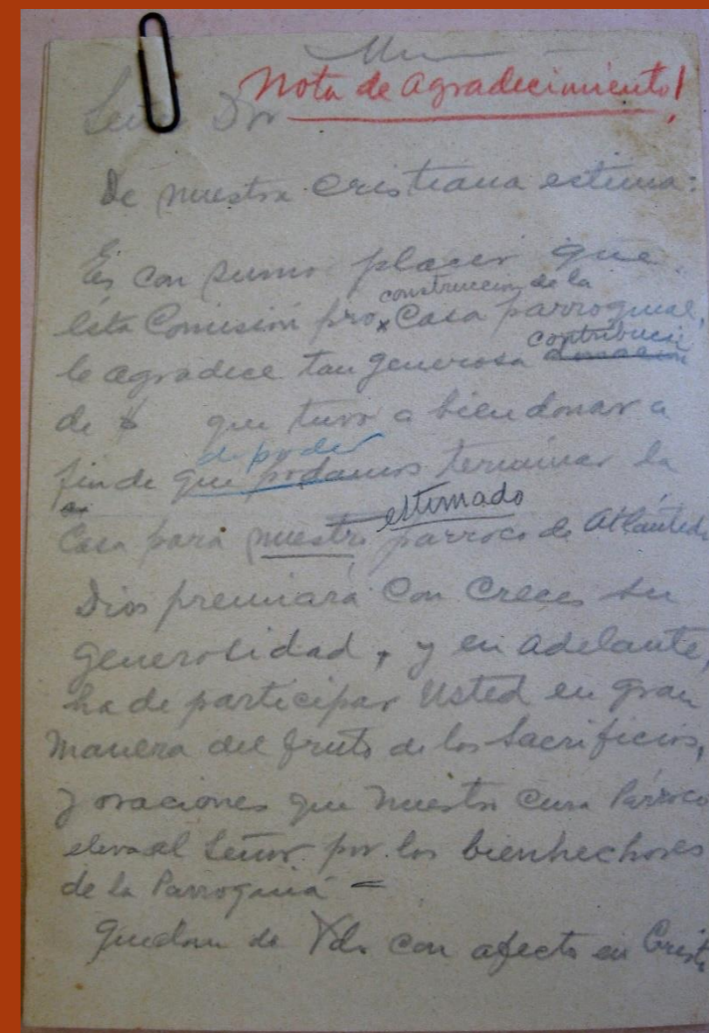 Nota de Agradecimiento!
Señor Dr
De nuestra Cristiana estima:
Es con sumo placer que
construccion de la
ésta Comisión pro x Casa parroquial,
contribucie
le agradece tan generosa donación
de $ que tuvo a bien donar a
de poder
fin de que podamos terminar la
estimado
Casa para nuestro párroco de Atlántida
Dios premiará con creces su
generosidad, y en adelante,
ha de participar Usted en gran
manera del fruto de los sacrificios,
y oraciones que nuestro Cura Párroco
eleva al Señor por los bienhechores
de la Parroquia =
Quedan de Vds con afecto en Cristo